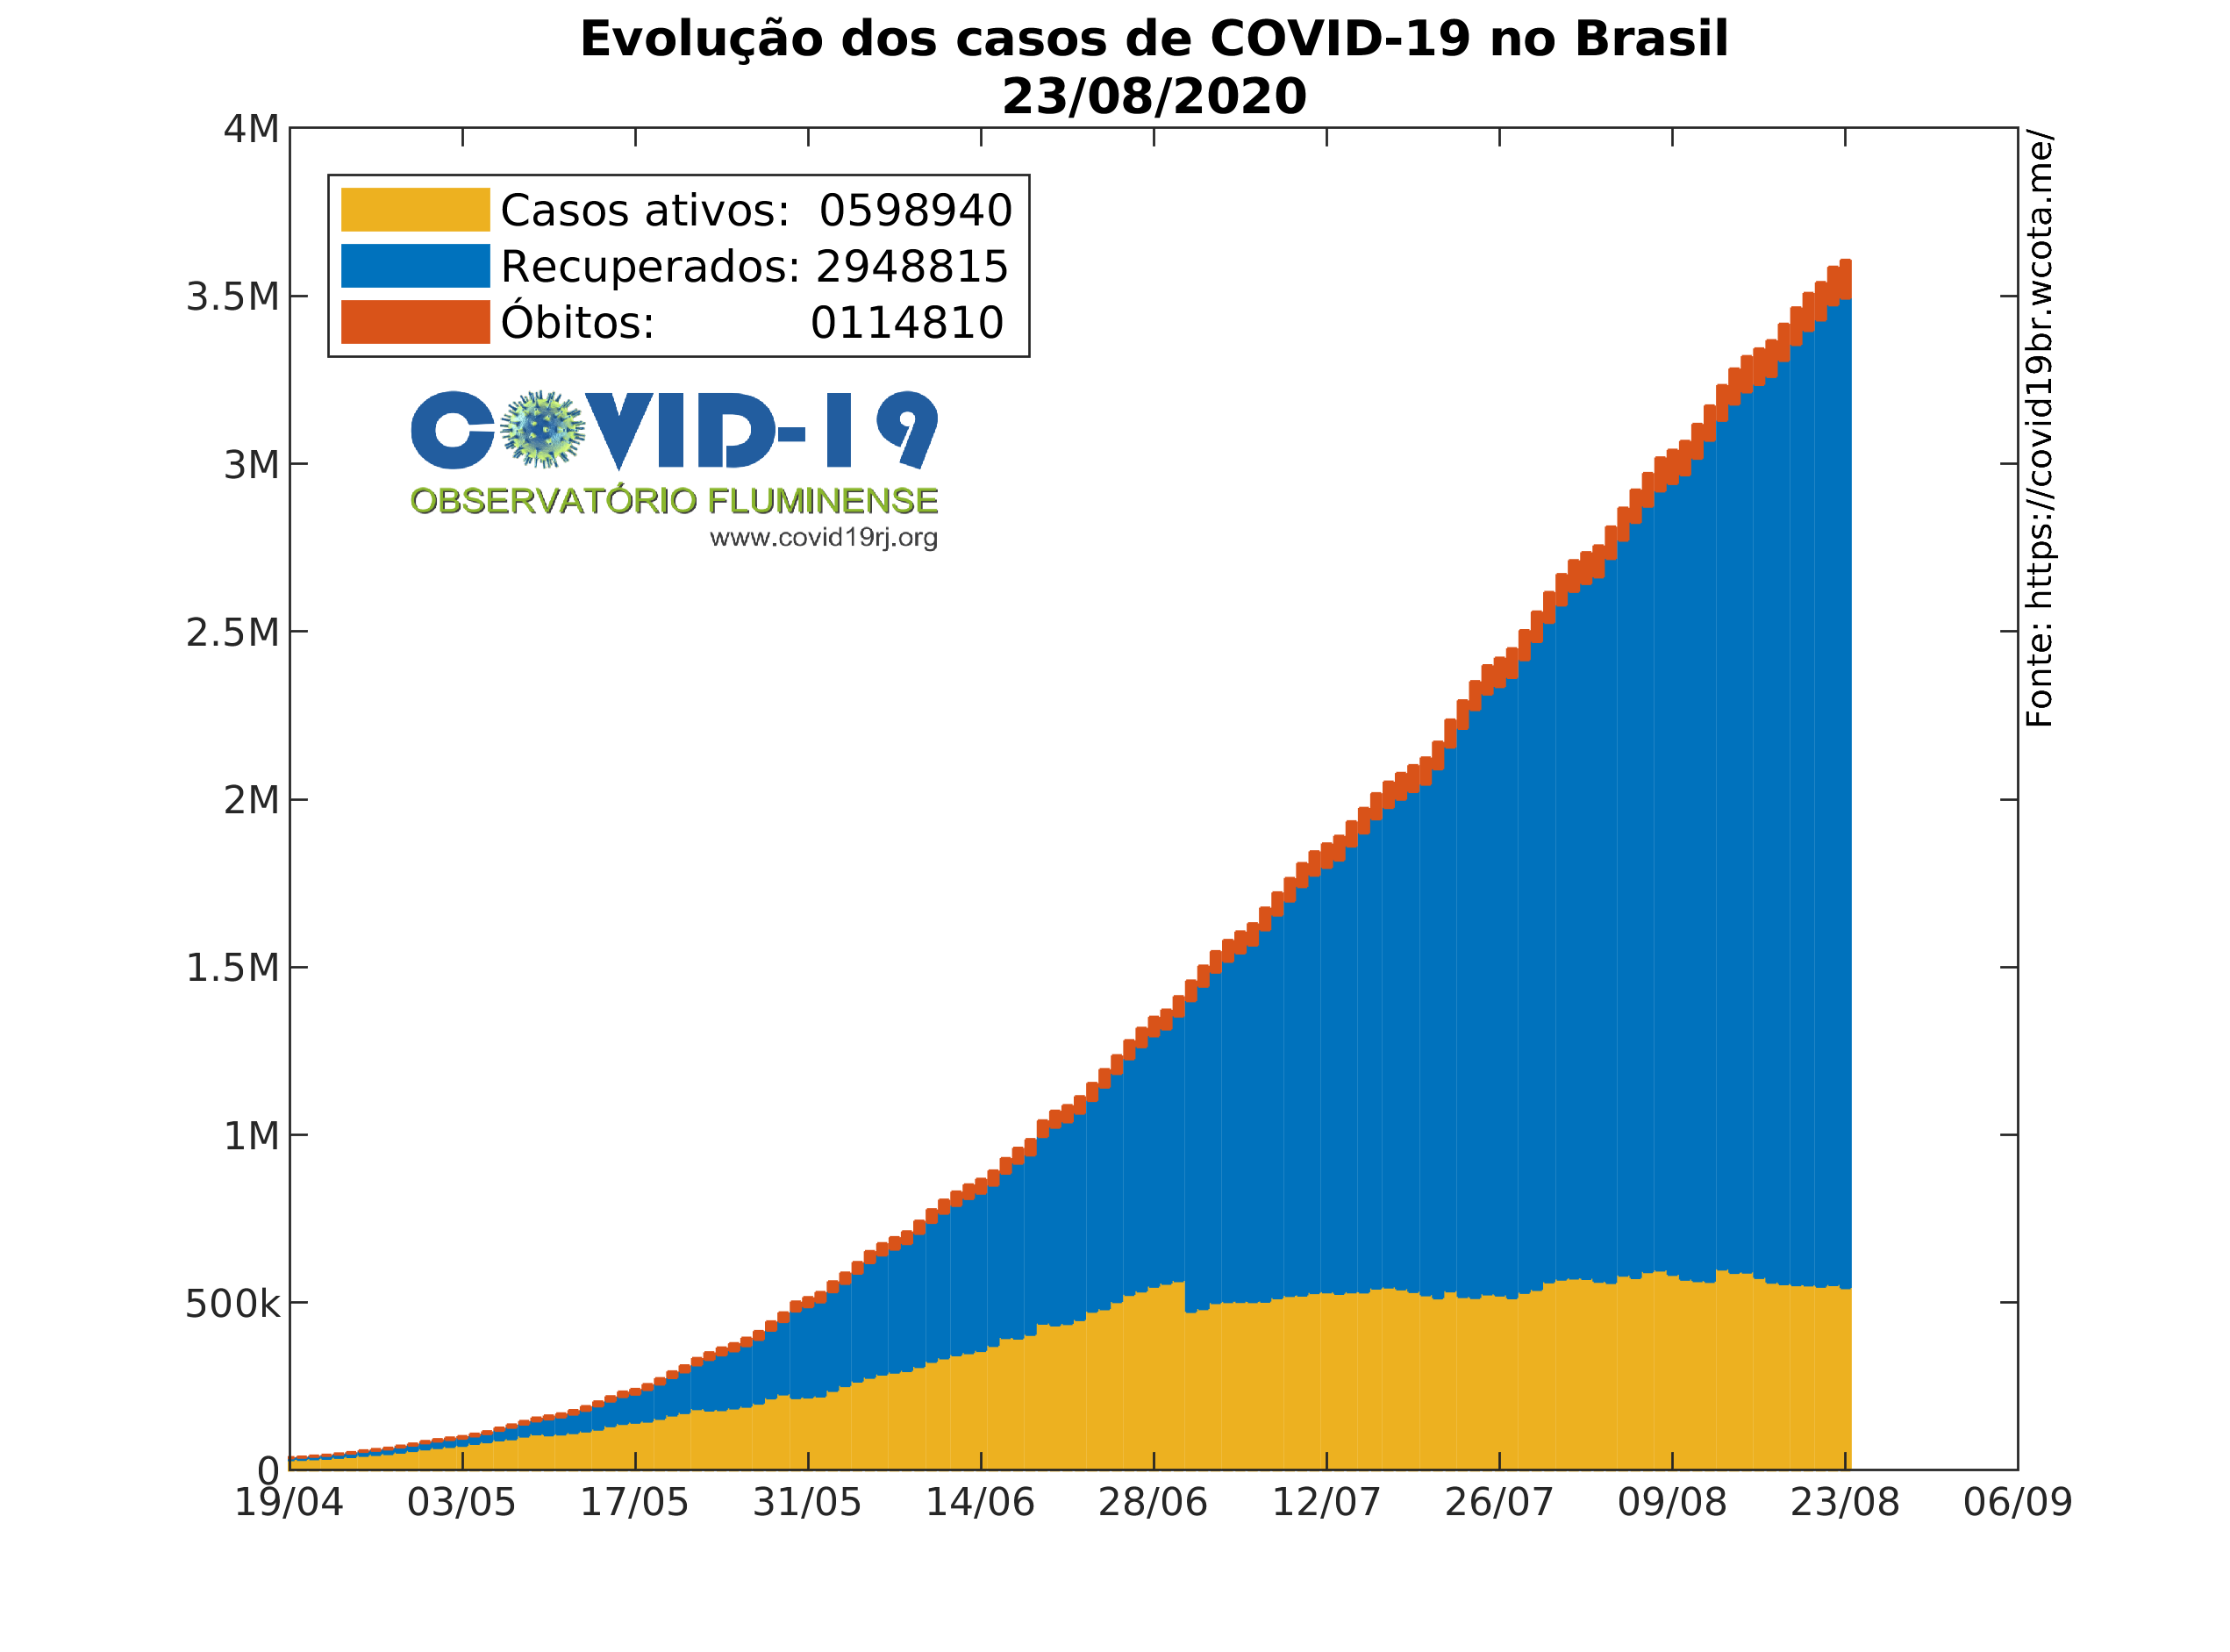 Evolução dos casos de COVID-19 no Brasil
23/08/2020
4M
3.5M
3M
2.5M
2M
1.5M
1M
500k
0
Casos ativos: 0598940
Recuperados: 2948815
Óbitos: 0114810
COVID-19
OBSERVATÓRIO FLUMINENSE
www.covid19rj.org
Fonte: https://covid19br.wcota.me/
19/04 03/05 17/05 31/05 14/06 28/06 12/07 26/07 09/08 23/08 06/09